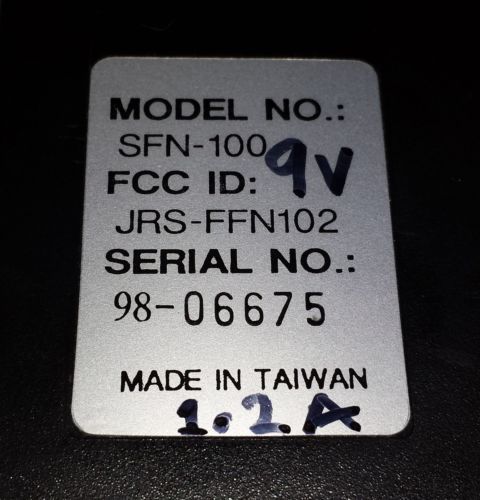 MODEL NO.:
SFN-100
9V
FCC ID:
JRS-FFN102
SERIAL NO.:
98-06675
MADE IN TAIWAN
1.2A